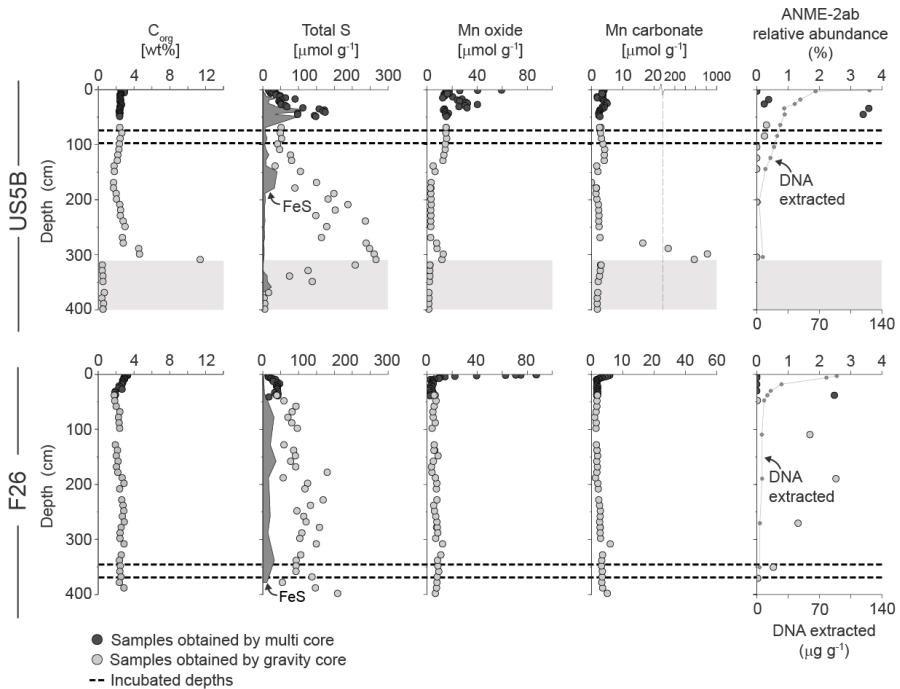 C_org
[wt%]
Total S
[μmol g⁻¹]
Mn oxide
[μmol g⁻¹]
Mn carbonate
[μmol g⁻¹]
ANME-2ab
relative abundance
(%)
0 4 8 12
0 100 200 300
0 20 40 60 80 100
0 10 20 200 1000
0 1 2 3 4
US5B
Depth (cm)
0
100
200
300
400
FeS
DNA
extracted
0 70 140
0 4 8 12
0 100 200 300
0 20 40 60 80 100
0 10 20 30 40 50 60
0 1 2 3 4
F26
Depth (cm)
0
100
200
300
400
FeS
DNA
extracted
0 70 140
DNA extracted
(μg g⁻¹)
Samples obtained by multi core
Samples obtained by gravity core
Incubated depths